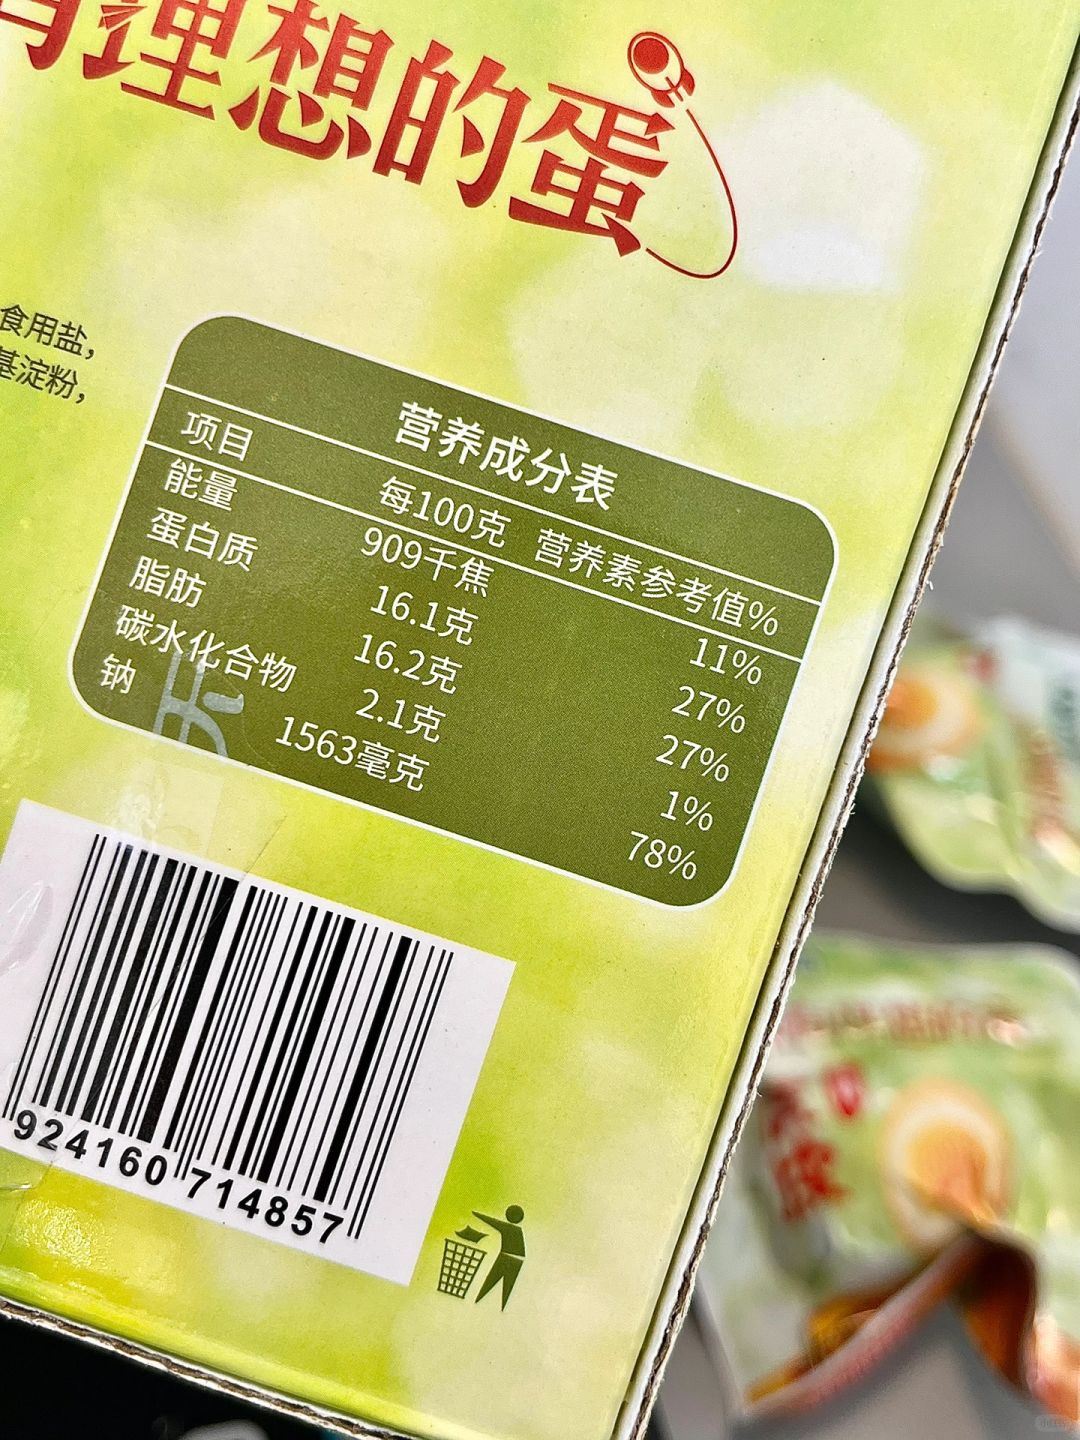 理想的蛋
食用盐，
基淀粉，
营养成分表
项目 每100克 营养素参考值%
能量 909千焦 11%
蛋白质 16.1克 27%
脂肪 16.2克 27%
碳水化合物 2.1克 1%
钠 1563毫克 78%
924160 714857